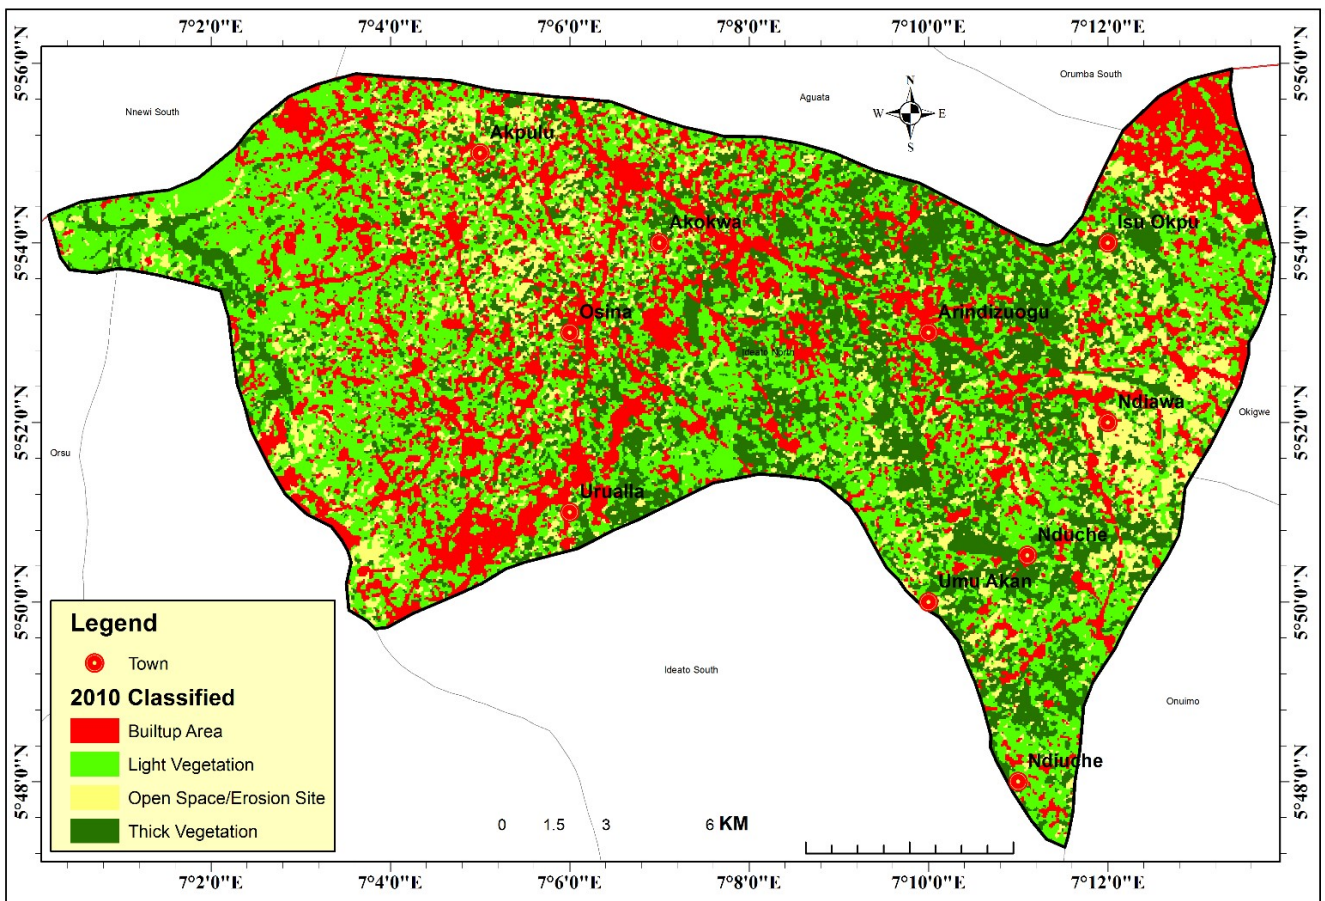 7°2'0"E 7°4'0"E 7°6'0"E 7°8'0"E 7°10'0"E 7°12'0"E
5°56'0"N
5°56'0"N
Orumba South
Aguata
Nnewi South
N
W E
S
Akpulu
5°54'0"N
Akokwa
Isu Okpu
5°54'0"N
Osina
Arindizuogu
Ideato North
Ndiawa
5°52'0"N
5°52'0"N
Okigwe
Orsu
Urualla
Nduche
Umu Akan
5°50'0"N
5°50'0"N
Legend
Town
2010 Classified
Builtup Area
Light Vegetation
Open Space/Erosion Site
Thick Vegetation
Ideato South
Onuimo
Ndiuche
5°48'0"N
5°48'0"N
0 1.5 3 6 KM
7°2'0"E 7°4'0"E 7°6'0"E 7°8'0"E 7°10'0"E 7°12'0"E